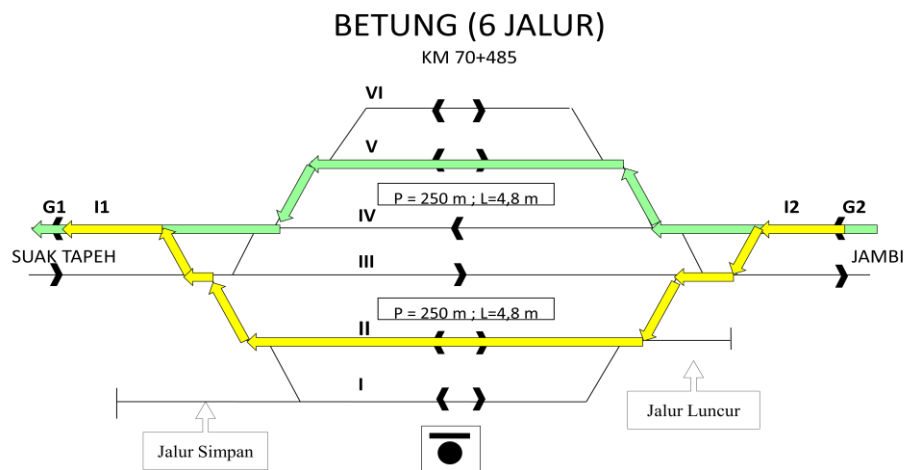 BETUNG (6 JALUR)
KM 70+485
VI
V
P = 250 m ; L=4,8 m
G1 I1 IV I2 G2
SUAK TAPEH III JAMBI
P = 250 m ; L=4,8 m
II
I
Jalur Luncur
Jalur Simpan